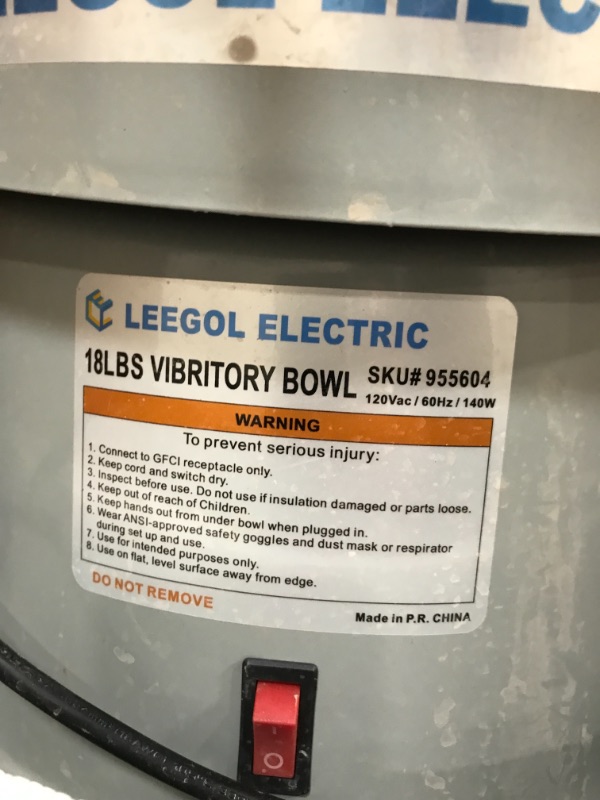 LEEGOL ELECTRIC
18LBS VIBRITORY BOWL SKU# 955604
120Vac / 60Hz / 140W
WARNING
To prevent serious injury:
1. Connect to GFCI receptacle only.
2. Keep cord and switch dry.
3. Inspect before use. Do not use if insulation damaged or parts loose.
4. Keep out of reach of Children.
5. Keep hands out from under bowl when plugged in.
6. Wear ANSI-approved safety goggles and dust mask or respirator
during set up and use.
7. Use for intended purposes only.
8. Use on flat, level surface away from edge.
DO NOT REMOVE
Made in P.R. CHINA
O